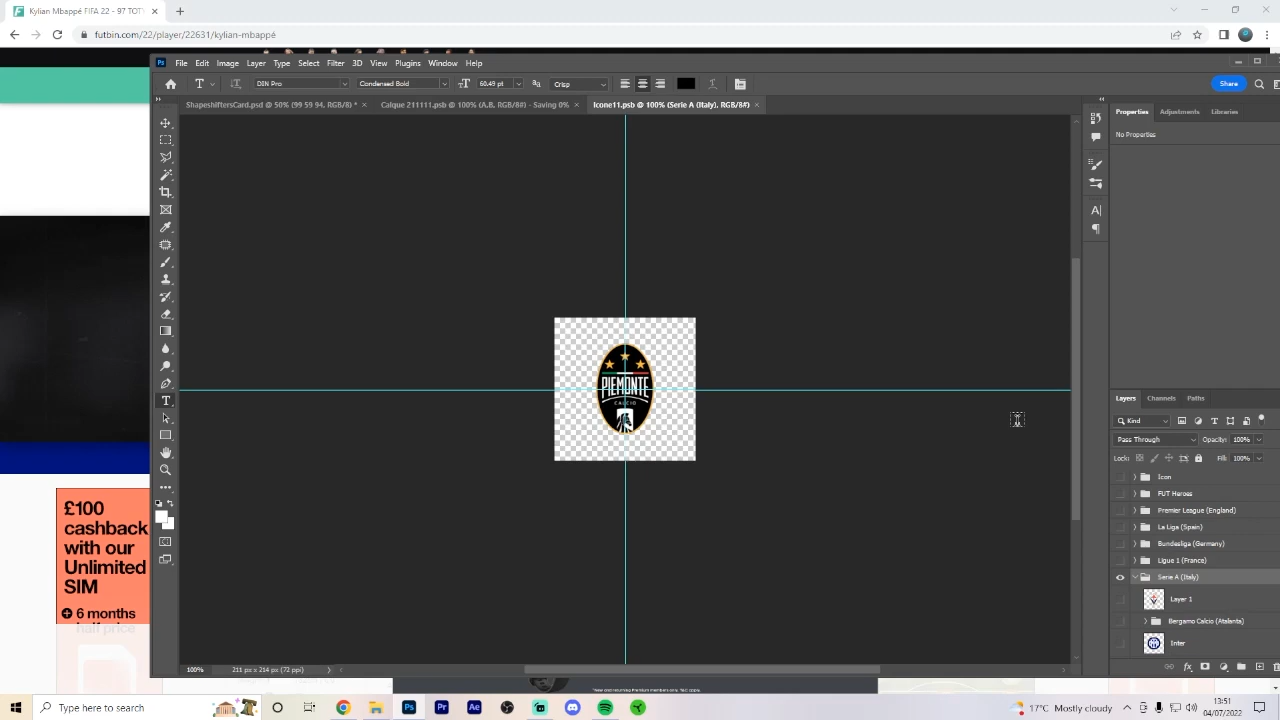 Kylian Mbappé FIFA 22 - 97 TOTY
futbin.com/22/player/22631/kylian-mbappé
Ps File Edit Image Layer Type Select Filter 3D View Plugins Window Help
DIN Pro Condensed Bold 60.49 pt Crisp Share
ShapeshiftersCard.psd @ 50% (99 59 94, RGB/8) *
Calque 211111.psb @ 100% (A.B, RGB/8#) - Saving 0%
Icone11.psb @ 100% (Serie A (Italy), RGB/8#)
Properties Adjustments Libraries
No Properties
PIEMONTE
CALCIO
Layers Channels Paths
Kind
Pass Through Opacity: 100%
Lock: Fill: 100%
Icon
FUT Heroes
Premier League (England)
La Liga (Spain)
Bundesliga (Germany)
Ligue 1 (France)
Serie A (Italy)
Layer 1
Bergamo Calcio (Atalanta)
Inter
£100
cashback
with our
Unlimited
SIM
6 months
half price
100% 211 px x 214 px (72 ppi)
Type here to search
Ps Pr Ae
17°C Mostly cloudy
13:51
04/07/2022